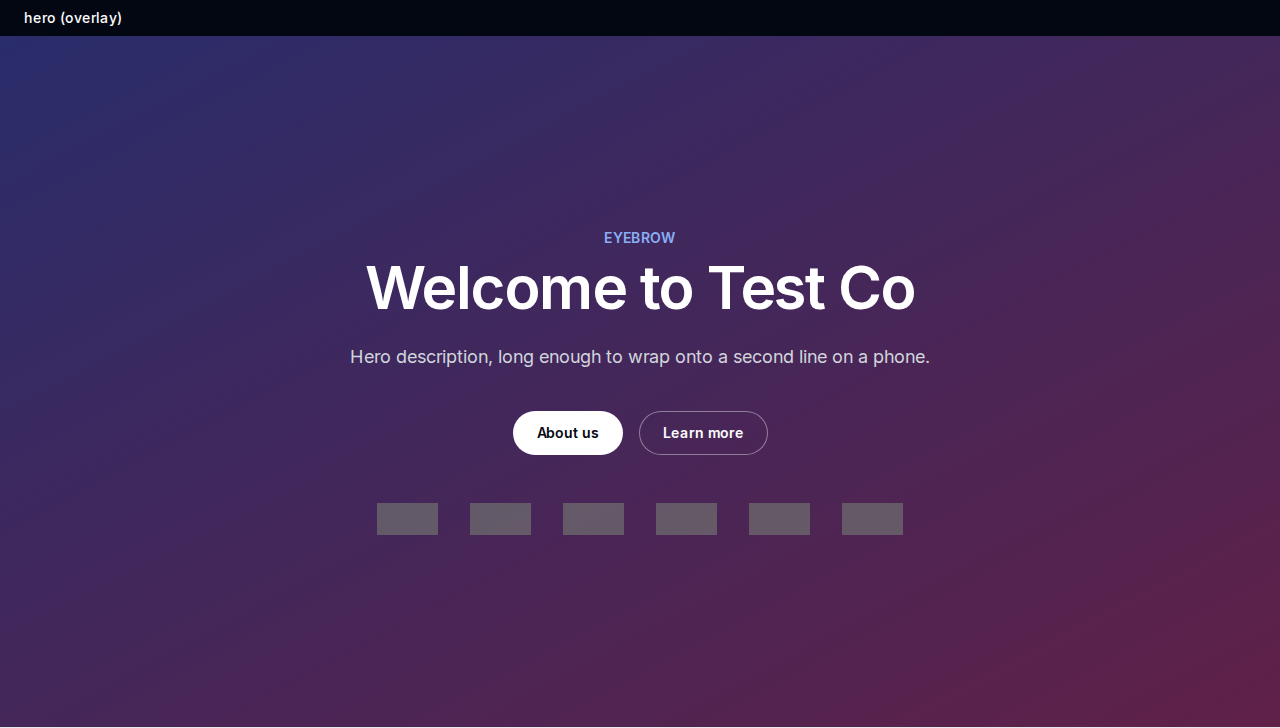 hero (overlay)
EYEBROW
Welcome to Test Co
Hero description, long enough to wrap onto a second line on a phone.
About us
Learn more